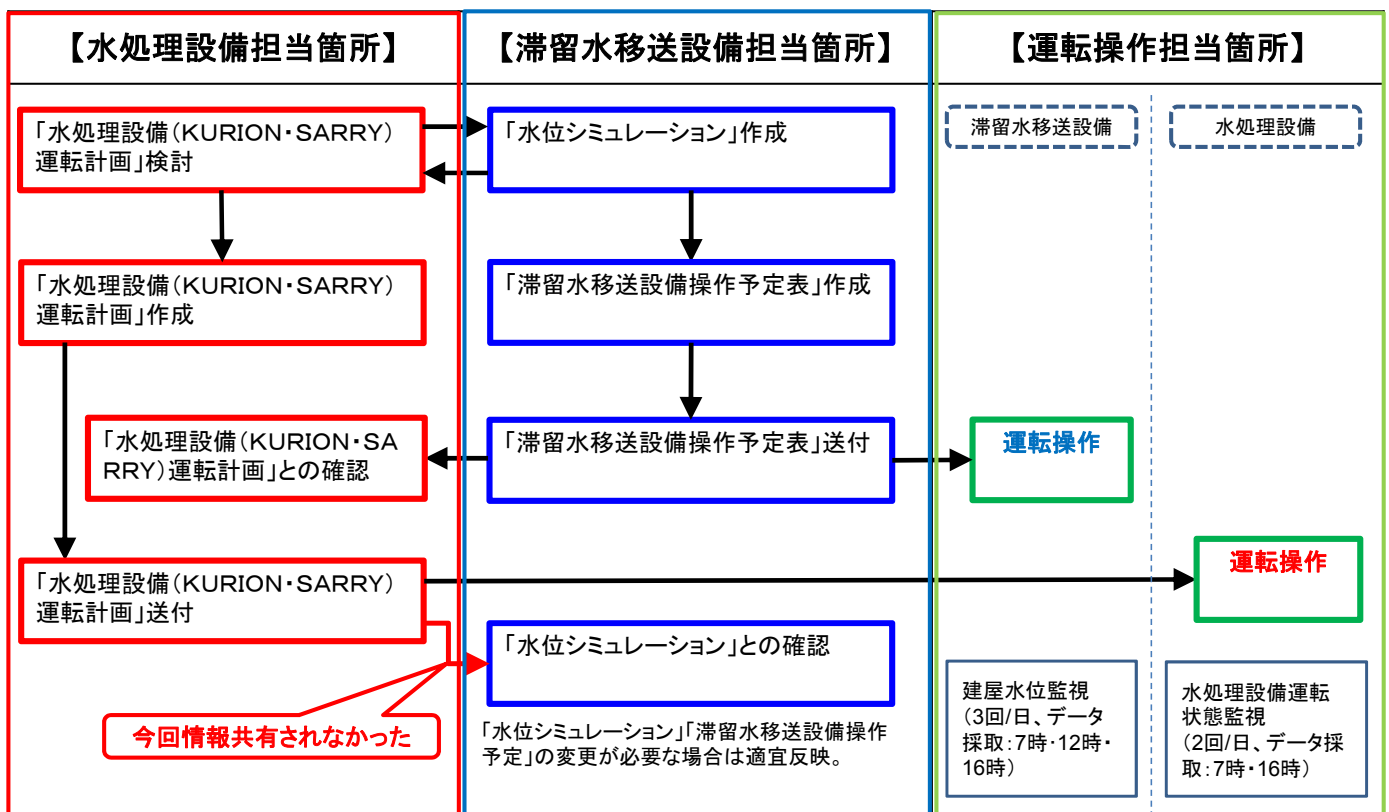 【水処理設備担当箇所】
【滞留水移送設備担当箇所】
【運転操作担当箇所】
「水処理設備(KURION・SARRY)
運転計画」検討
「水位シミュレーション」作成
滞留水移送設備
水処理設備
「水処理設備(KURION・SARRY)
運転計画」作成
「滞留水移送設備操作予定表」作成
「水処理設備(KURION・SA
RRY)運転計画」との確認
「滞留水移送設備操作予定表」送付
運転操作
「水処理設備(KURION・SARRY)
運転計画」送付
運転操作
「水位シミュレーション」との確認
今回情報共有されなかった
「水位シミュレーション」「滞留水移送設備操作
予定」の変更が必要な場合は適宜反映。
建屋水位監視
(3回/日、データ
採取:7時・12時・
16時)
水処理設備運転
状態監視
(2回/日、データ採
取:7時・16時)